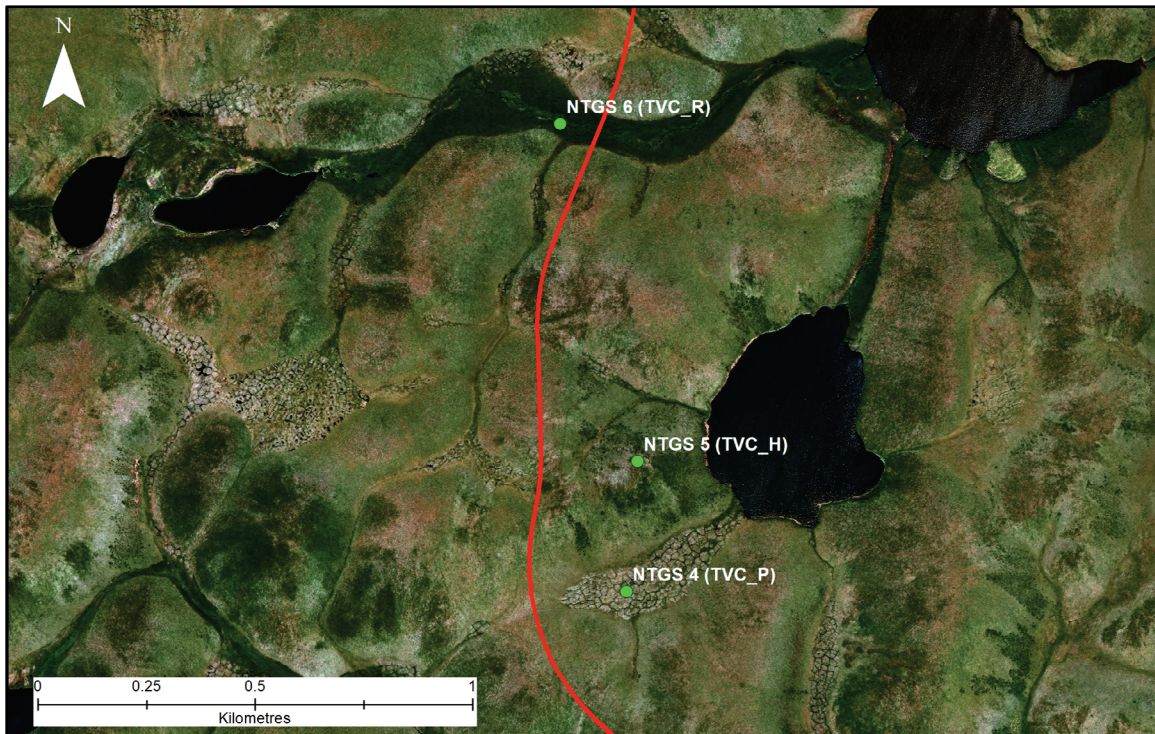 N
NTGS 6 (TVC_R)
NTGS 5 (TVC_H)
NTGS 4 (TVC_P)
0 0.25 0.5 1
Kilometres